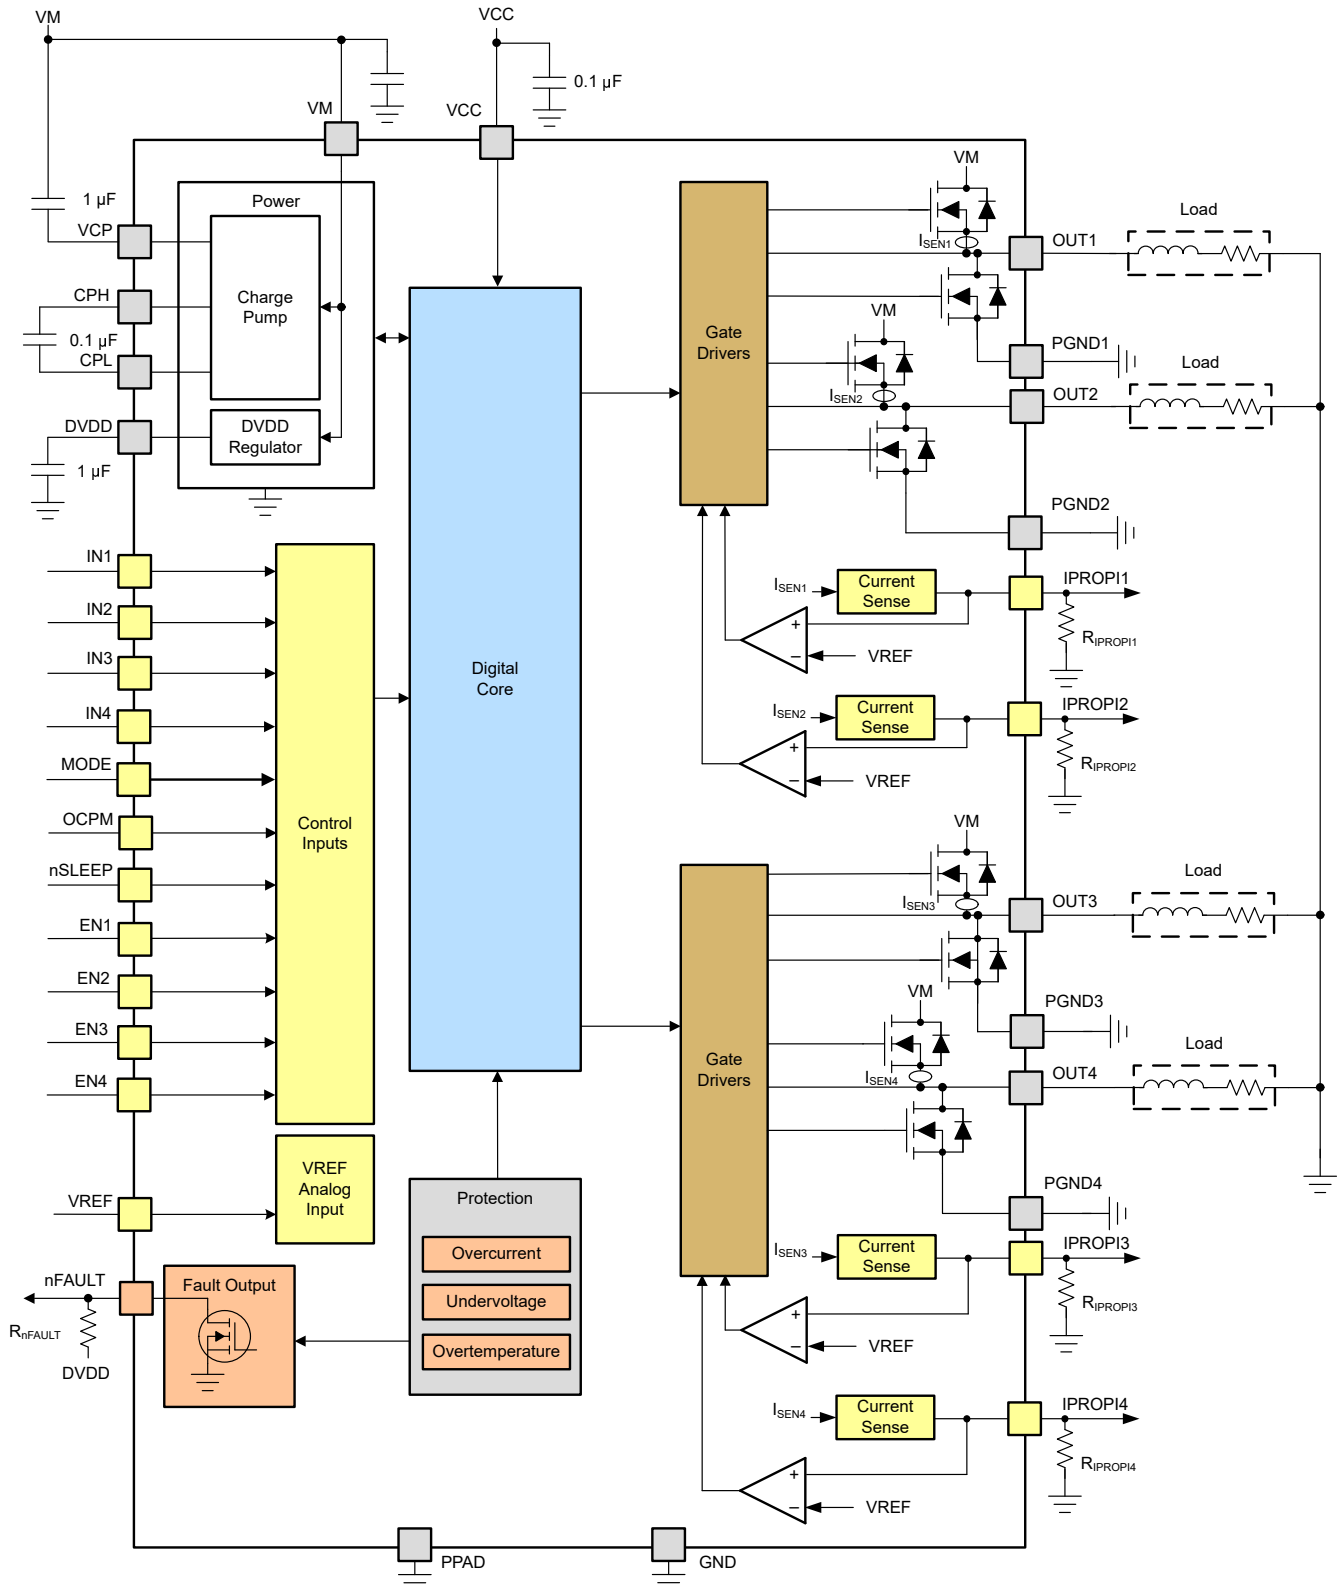 VM
VCC
0.1 µF
VM
VCC
1 µF
VCP
CPH
0.1 µF
CPL
DVDD
1 µF
Power
Charge
Pump
DVDD
Regulator
IN1
IN2
IN3
IN4
MODE
OCPM
nSLEEP
EN1
EN2
EN3
EN4
VREF
Control
Inputs
VREF
Analog
Input
nFAULT
RnFAULT
DVDD
Fault Output
Digital
Core
Protection
Overcurrent
Undervoltage
Overtemperature
PPAD
GND
Gate
Drivers
VM
ISEN1
OUT1
Load
PGND1
VM
ISEN2
OUT2
Load
PGND2
ISEN1
Current
Sense
IPROPI1
RIPROPI1
+
−
VREF
ISEN2
Current
Sense
IPROPI2
RIPROPI2
+
−
VREF
Gate
Drivers
VM
ISEN3
OUT3
Load
PGND3
VM
ISEN4
OUT4
Load
PGND4
ISEN3
Current
Sense
IPROPI3
RIPROPI3
+
−
VREF
ISEN4
Current
Sense
IPROPI4
RIPROPI4
+
−
VREF